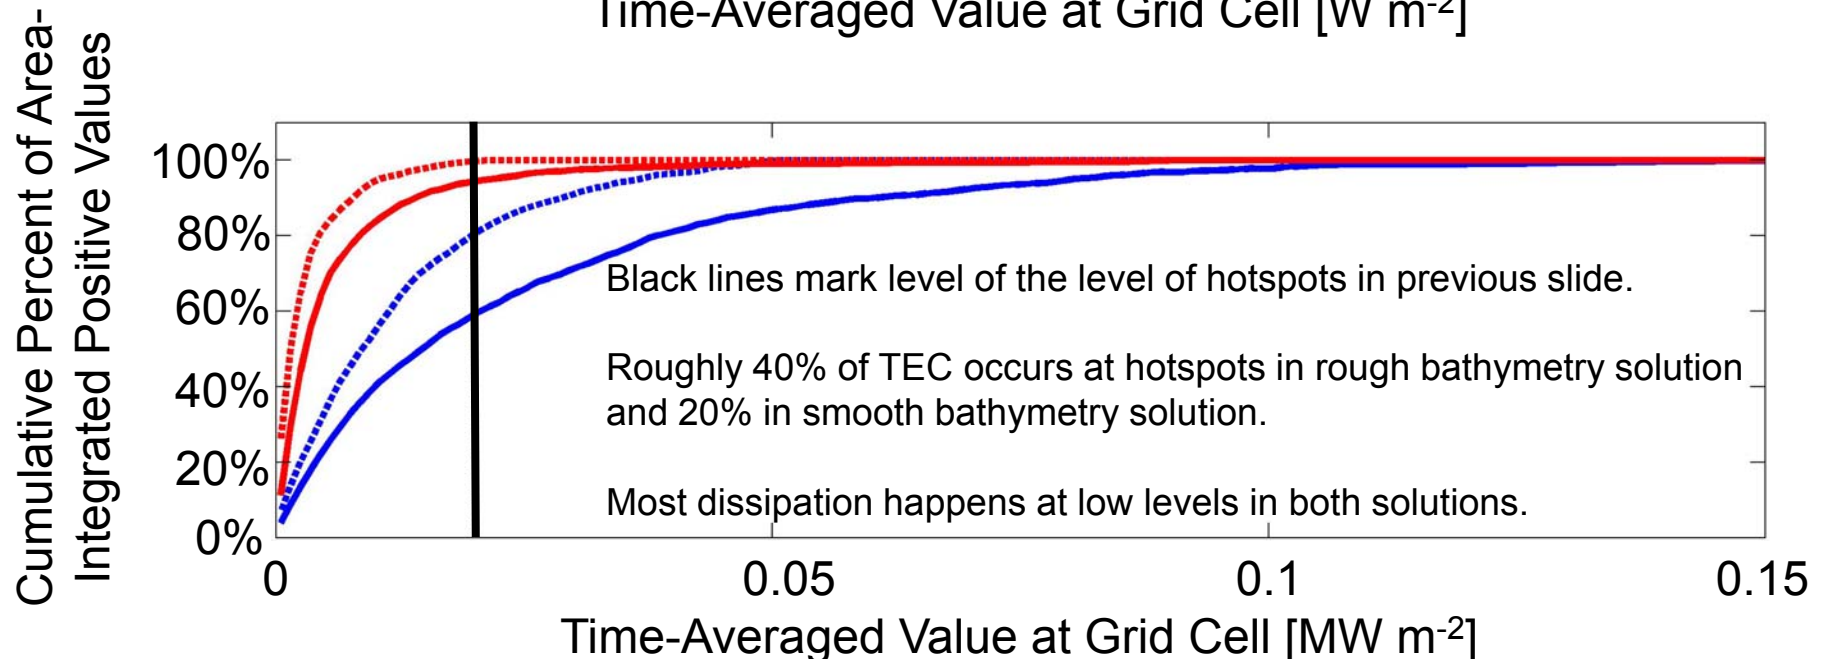 Time-Averaged Value at Grid Cell [W m-2]
Cumulative Percent of Area-
Integrated Positive Values
100%
80%
60%
40%
20%
0%
Black lines mark level of the level of hotspots in previous slide.
Roughly 40% of TEC occurs at hotspots in rough bathymetry solution
and 20% in smooth bathymetry solution.
Most dissipation happens at low levels in both solutions.
0 0.05 0.1 0.15
Time-Averaged Value at Grid Cell [MW m-2]